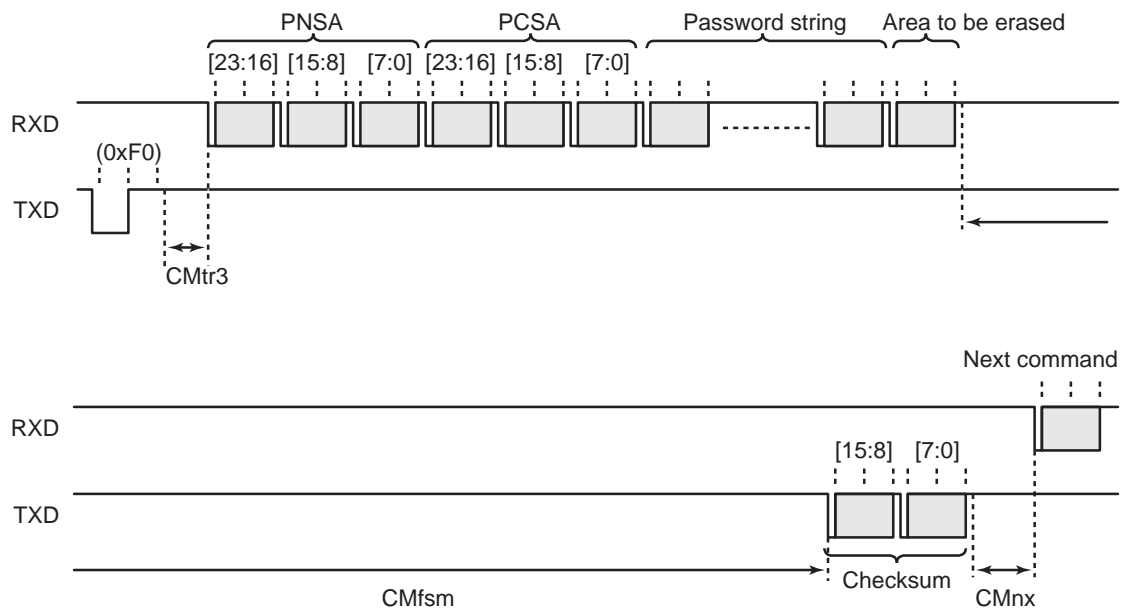 PNSA PCSA Password string Area to be erased
[23:16] [15:8] [7:0] [23:16] [15:8] [7:0]
RXD
(0xF0)
TXD
CMtr3
Next command
RXD
[15:8] [7:0]
TXD
Checksum
CMfsm CMnx